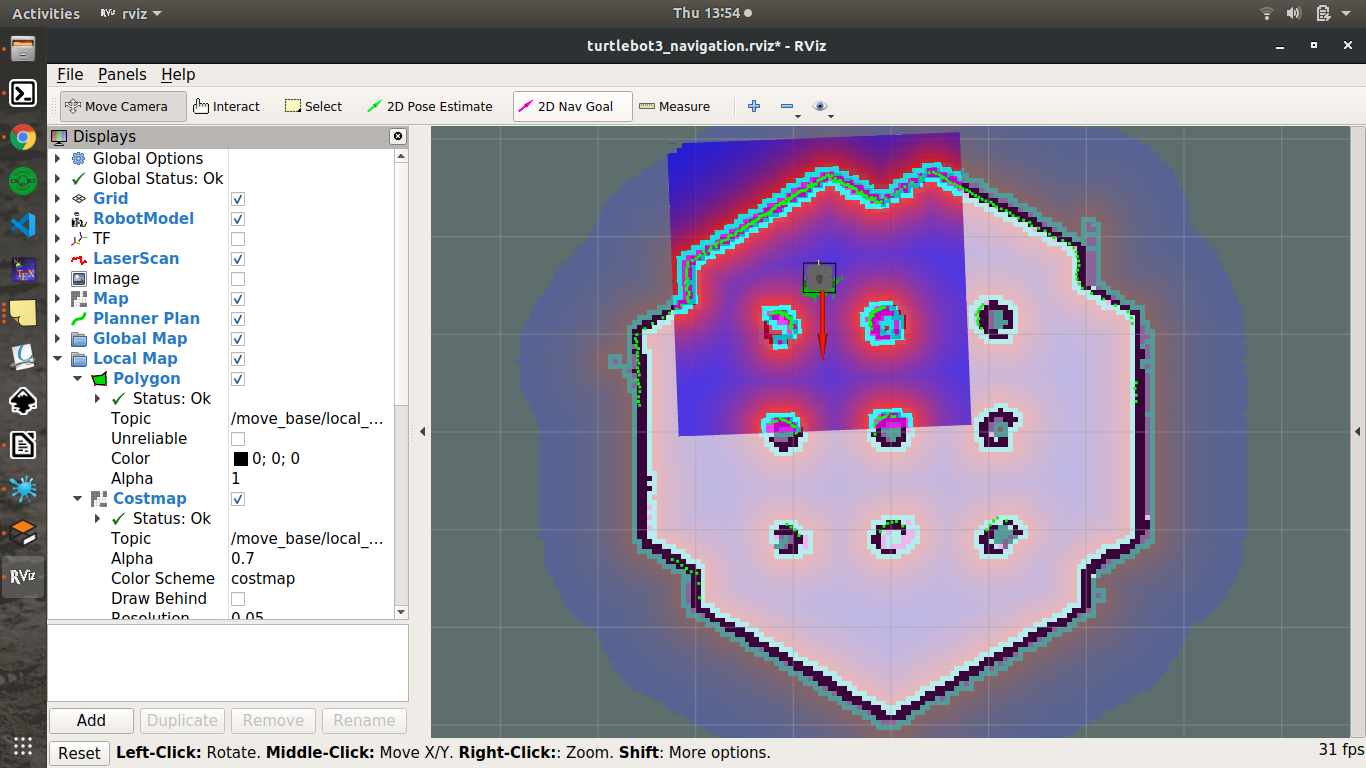 Activities RViz rviz Thu 13:54
turtlebot3_navigation.rviz* - RViz
File Panels Help
Move Camera Interact Select 2D Pose Estimate 2D Nav Goal Measure
Displays
Global Options
Global Status: Ok
Grid
RobotModel
TF
LaserScan
Image
Map
Planner Plan
Global Map
Local Map
Polygon
Status: Ok
Topic /move_base/local_...
Unreliable
Color 0; 0; 0
Alpha 1
Costmap
Status: Ok
Topic /move_base/local_...
Alpha 0.7
Color Scheme costmap
Draw Behind
Resolution 0.05
Add Duplicate Remove Rename
Reset Left-Click: Rotate. Middle-Click: Move X/Y. Right-Click:: Zoom. Shift: More options. 31 fps
TEX
RViz